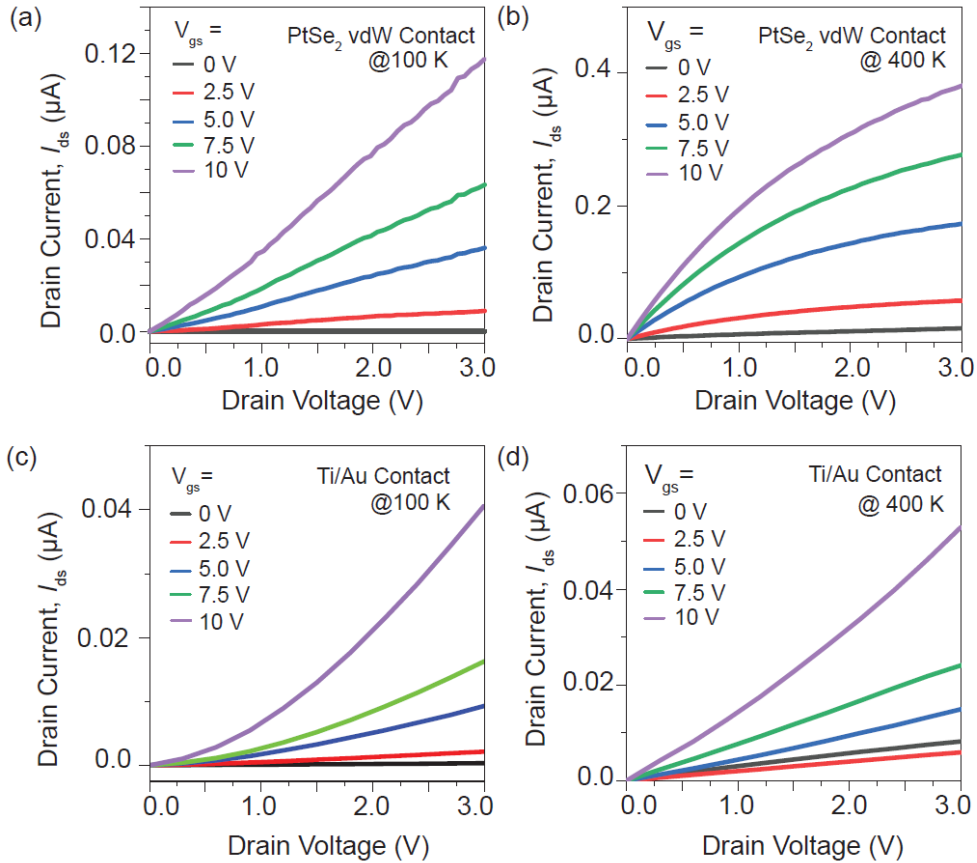 (a)
V_gs =
0 V
2.5 V
5.0 V
7.5 V
10 V
PtSe₂ vdW Contact
@100 K
0.12
0.08
0.04
0.0
Drain Current, I_ds (μA)
0.0 1.0 2.0 3.0
Drain Voltage (V)
(b)
V_gs =
0 V
2.5 V
5.0 V
7.5 V
10 V
PtSe₂ vdW Contact
@ 400 K
0.4
0.2
0.0
Drain Current, I_ds (μA)
0.0 1.0 2.0 3.0
Drain Voltage (V)
(c)
V_gs =
0 V
2.5 V
5.0 V
7.5 V
10 V
Ti/Au Contact
@100 K
0.04
0.02
0.0
Drain Current, I_ds (μA)
0.0 1.0 2.0 3.0
Drain Voltage (V)
(d)
V_gs =
0 V
2.5 V
5.0 V
7.5 V
10 V
Ti/Au Contact
@ 400 K
0.06
0.04
0.02
0.0
Drain Current, I_ds (μA)
0.0 1.0 2.0 3.0
Drain Voltage (V)